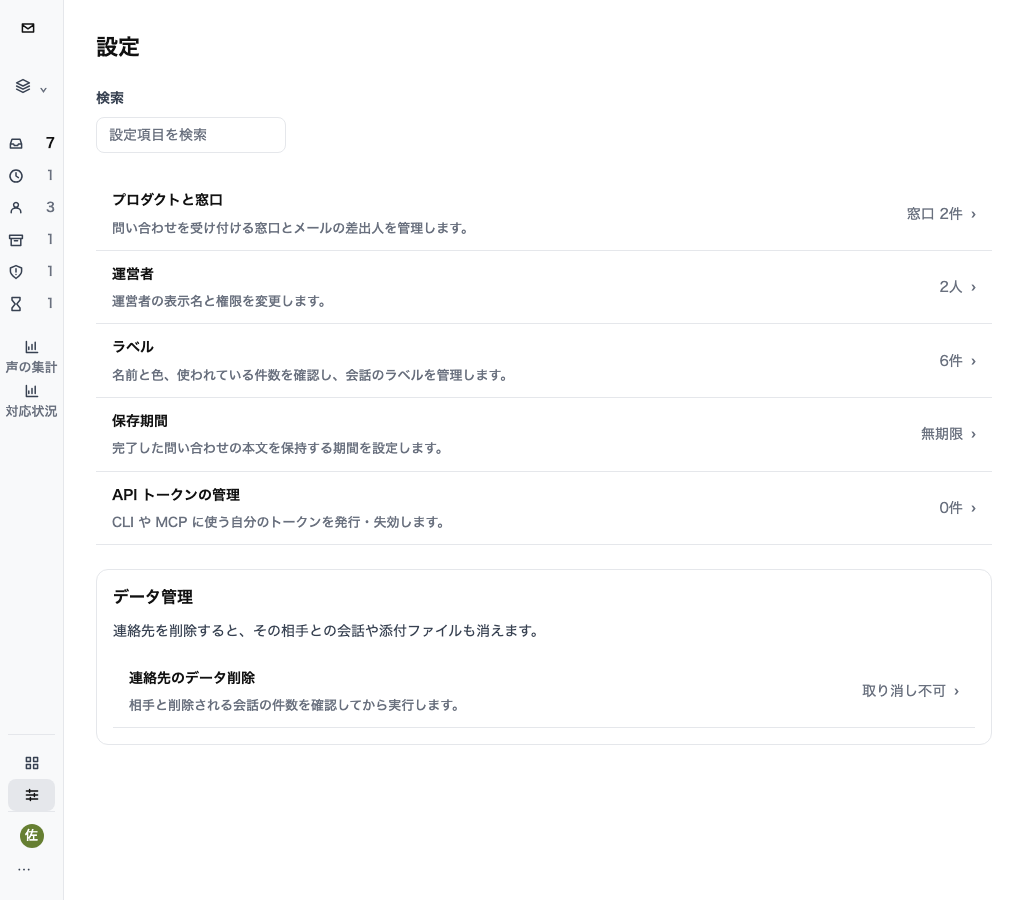 設定
検索
設定項目を検索
7
1
3
1
1
1
声の集計
対応状況
プロダクトと窓口
問い合わせを受け付ける窓口とメールの差出人を管理します。
窓口 2件 ›
運営者
運営者の表示名と権限を変更します。
2人 ›
ラベル
名前と色、使われている件数を確認し、会話のラベルを管理します。
6件 ›
保存期間
完了した問い合わせの本文を保持する期間を設定します。
無期限 ›
API トークンの管理
CLI や MCP に使う自分のトークンを発行・失効します。
0件 ›
データ管理
連絡先を削除すると、その相手との会話や添付ファイルも消えます。
連絡先のデータ削除
相手と削除される会話の件数を確認してから実行します。
取り消し不可 ›
佐
…